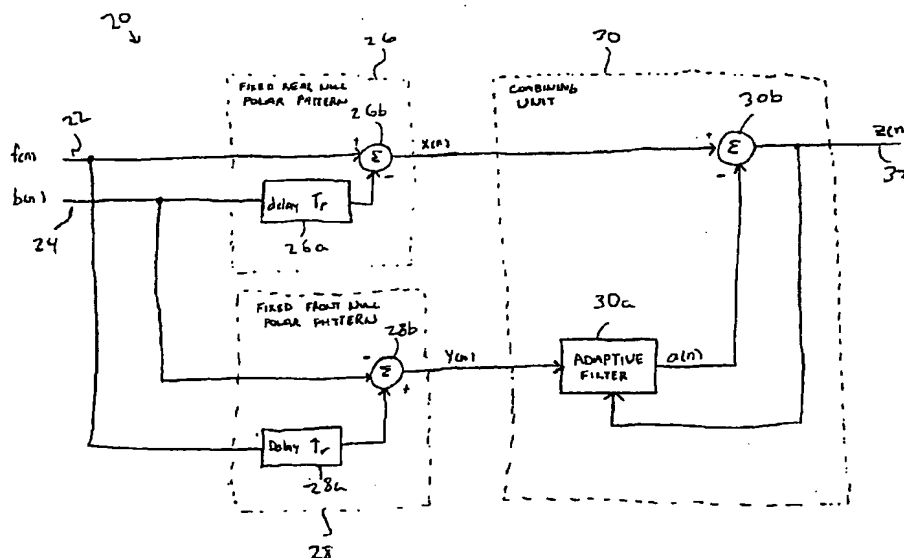 20
26
30
FIXED REAR NULL
POLAR PATTERN
26b
COMBINING
UNIT
30b
22
f(n)
+
Σ
-
x(n)
+
Σ
-
z(n)
32
b(n)
24
delay Tr
26a
FIXED FRONT NULL
POLAR PATTERN
28b
30a
-
Σ
+
y(n)
ADAPTIVE
FILTER
a(n)
Delay Tr
28a
28